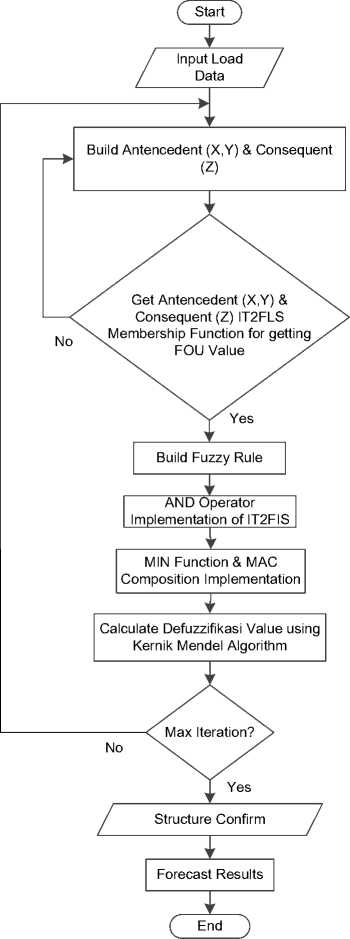 Start
Input Load
Data
Build Antencedent (X,Y) & Consequent
(Z)
Get Antencedent (X,Y) &
Consequent (Z) IT2FLS
Membership Function for getting
FOU Value
No
Yes
Build Fuzzy Rule
AND Operator
Implementation of IT2FIS
MIN Function & MAC
Composition Implementation
Calculate Defuzzifikasi Value using
Kernik Mendel Algorithm
Max Iteration?
No
Yes
Structure Confirm
Forecast Results
End